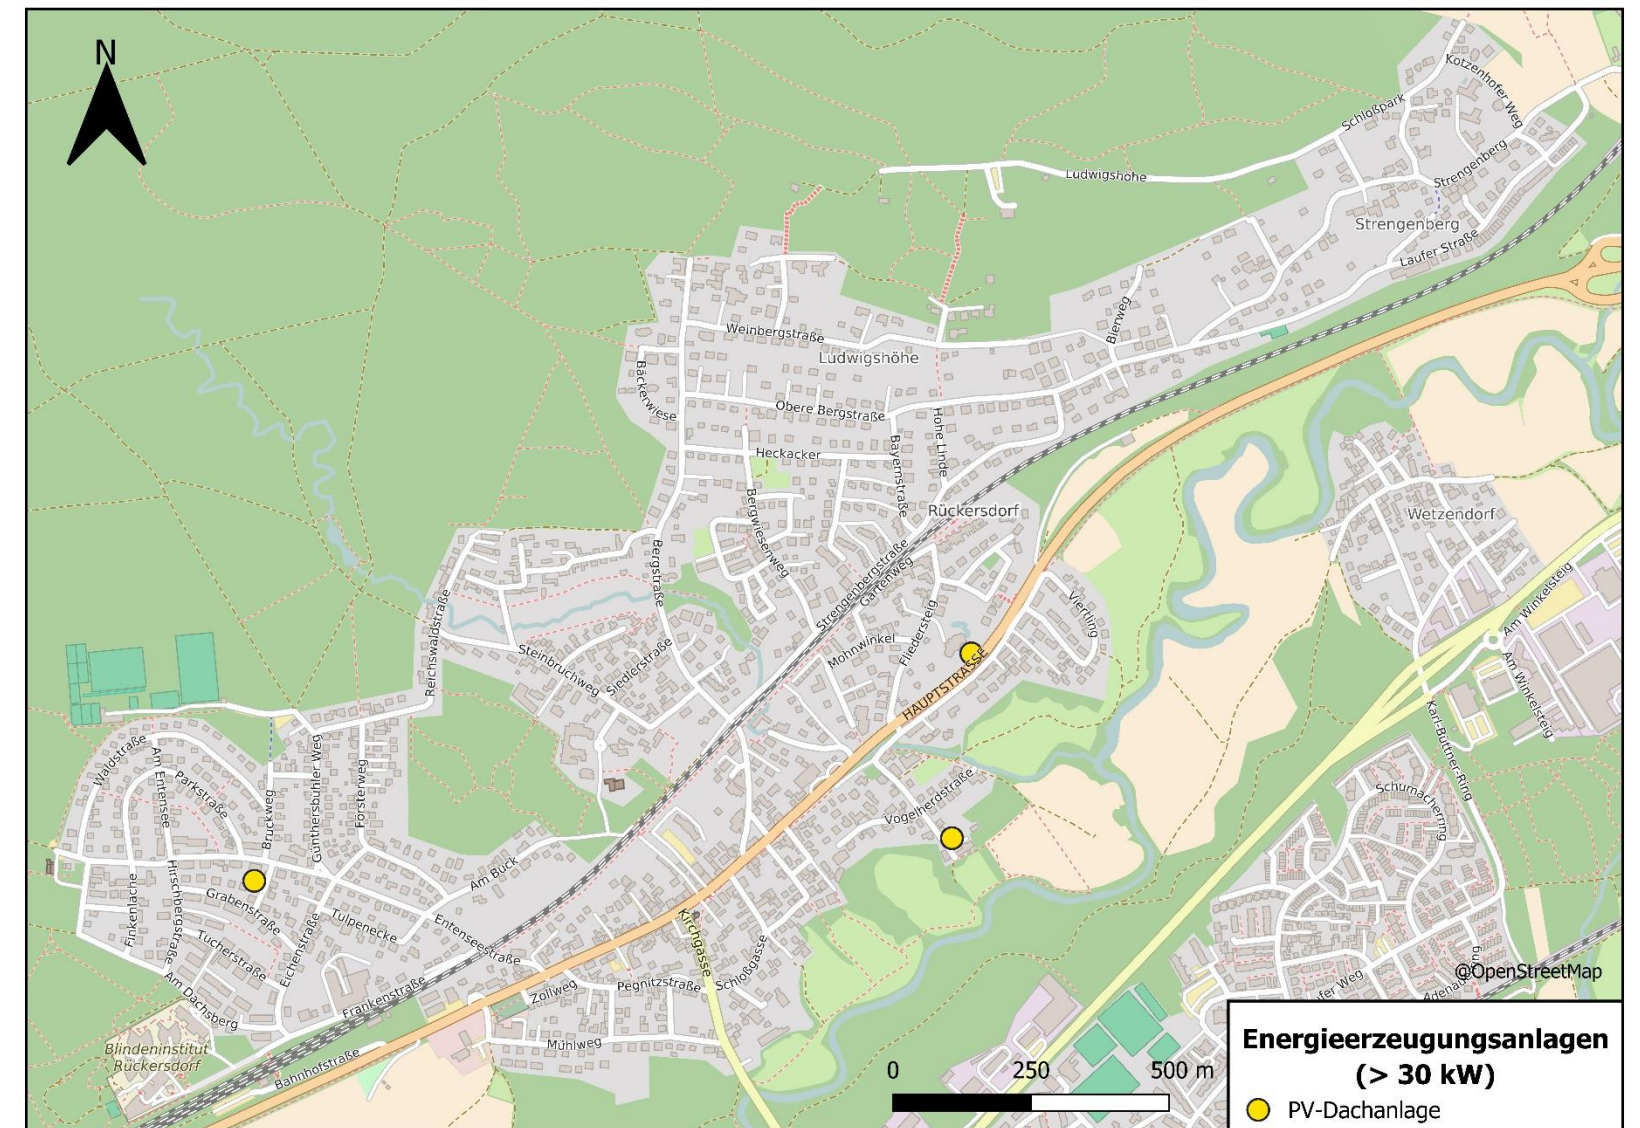 N
Kotzenhofer Weg
Schloßpark
Ludwigshöhe
Strengenberg
Strengenberg
Laufer Straße
Bierweg
Weinbergstraße
Ludwigshöhe
Bäckerwiese
Obere Bergstraße
Hohe Linde
Bayernstraße
Heckacker
Bergwiesenweg
Rückersdorf
Wetzendorf
Bergstraße
Strengenbergstraße
Gartenweg
Am Winkelsteig
Viertling
Fliedersteig
Mohnwinkel
Reichswaldstraße
Steinbruchweg
Siedlerstraße
HAUPTSTRASSE
Am Winkelsteig
Karl-Büttner-Ring
Waldstraße
Am Entensee
Parkstraße
Bruckweg
Günthersbühler Weg
Försterweg
Vogelherdstraße
Schumacherring
Am Buck
Finkenlache
Hirschbergstraße
Grabenstraße
Tulpenecke
Tucherstraße
Eichenstraße
Entenseestraße
Kirchgasse
Schloßgasse
Am Dachsberg
Frankenstraße
Zollweg
Pegnitzstraße
Mühlweg
Bahnhofstraße
Blindeninstitut
Rückersdorf
@OpenStreetMap
ofer Weg
0 250 500 m
Energieerzeugungsanlagen
(> 30 kW)
PV-Dachanlage